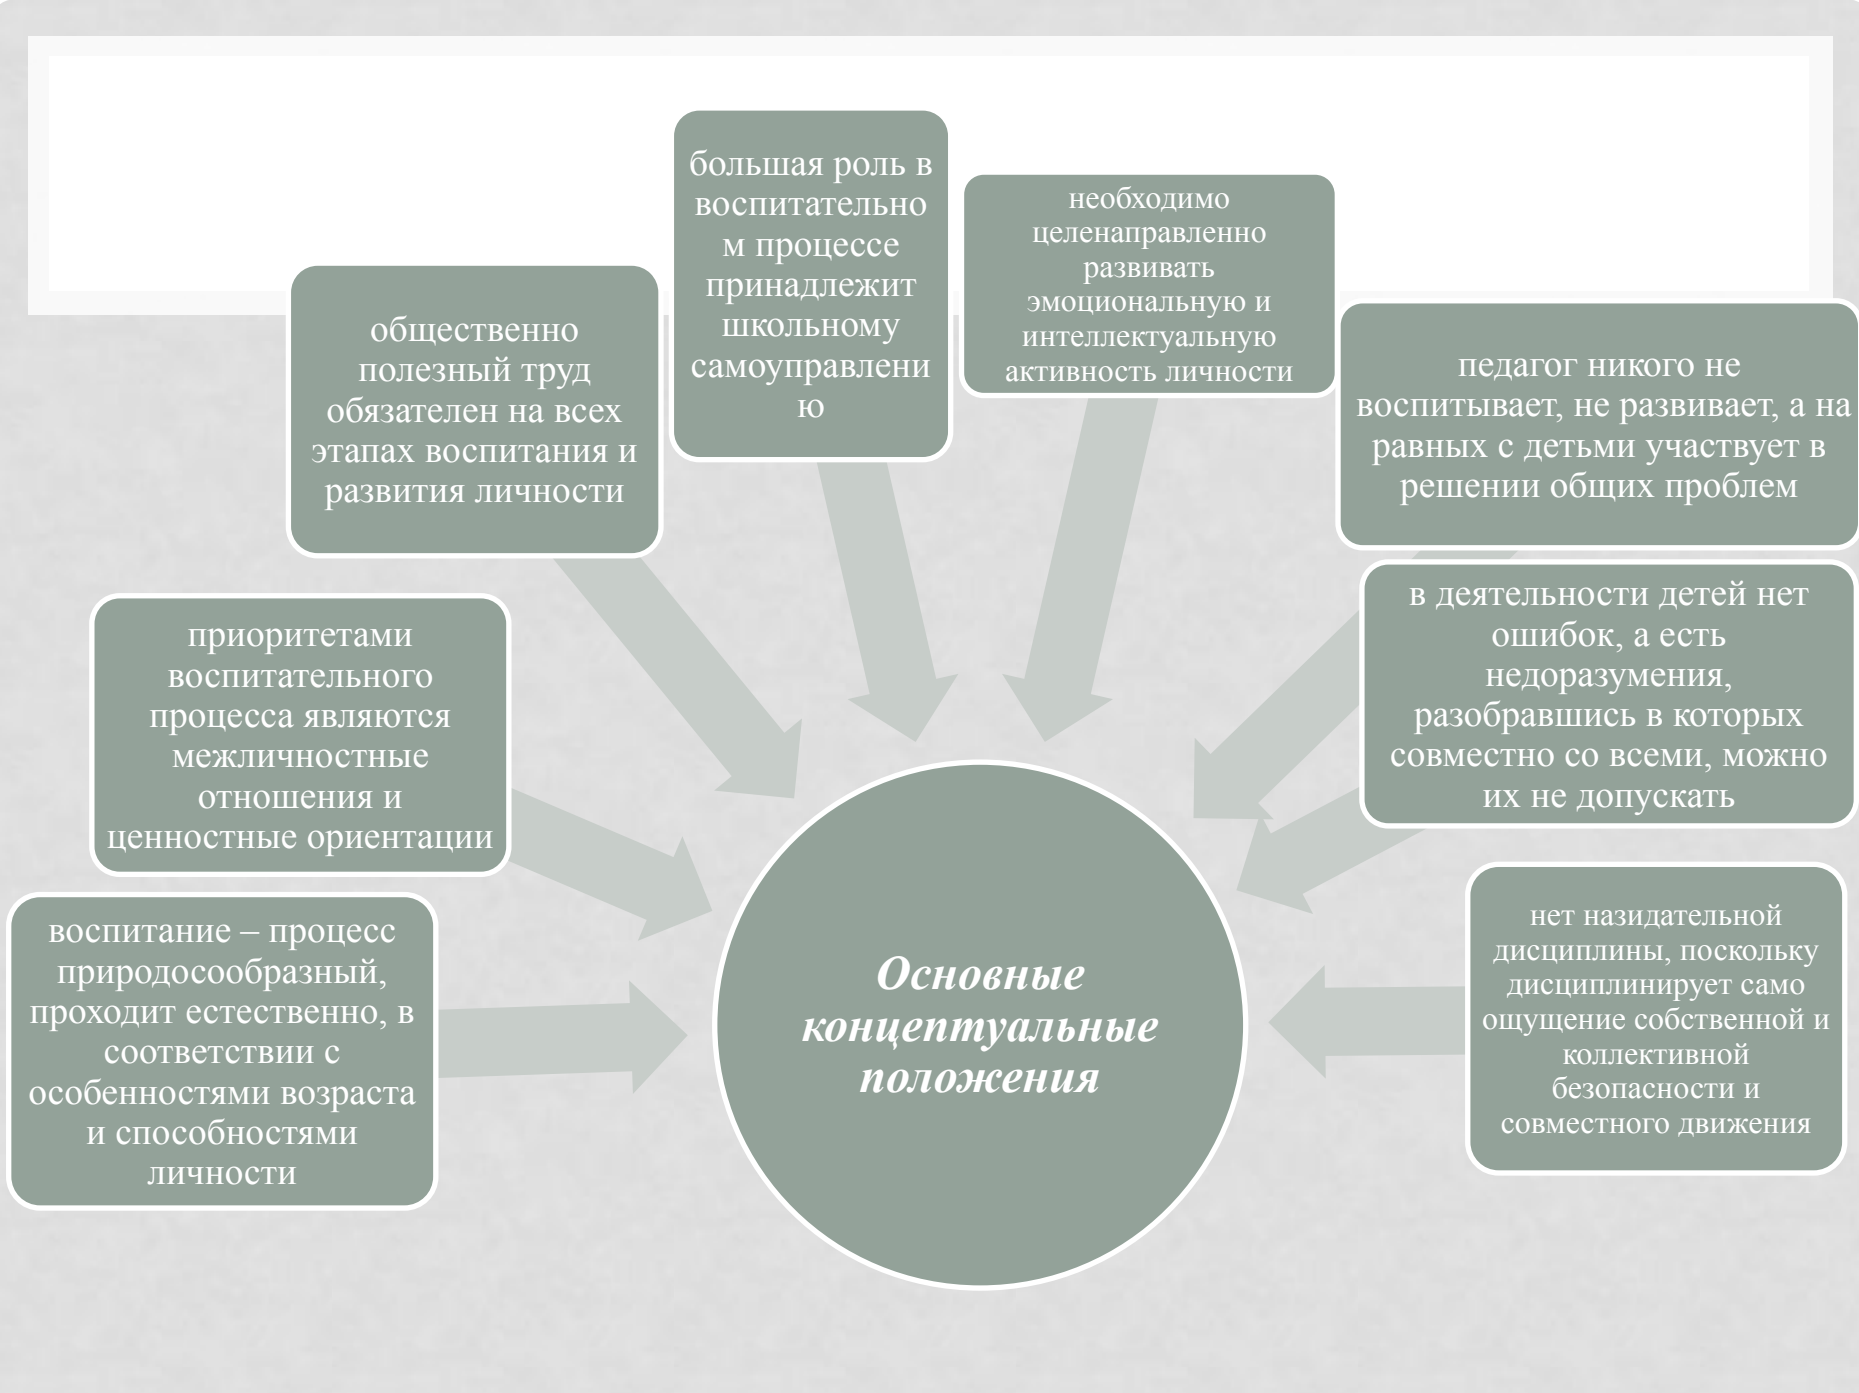 большая роль в
воспитательно
м процессе
принадлежит
школьному
самоуправлени
ю
необходимо
целенаправленно
развивать
эмоциональную и
интеллектуальную
активность личности
общественно
полезный труд
обязателен на всех
этапах воспитания и
развития личности
педагог никого не
воспитывает, не развивает, а на
равных с детьми участвует в
решении общих проблем
приоритетами
воспитательного
процесса являются
межличностные
отношения и
ценностные ориентации
в деятельности детей нет
ошибок, а есть
недоразумения,
разобравшись в которых
совместно со всеми, можно
их не допускать
воспитание – процесс
природосообразный,
проходит естественно, в
соответствии с
особенностями возраста
и способностями
личности
Основные
концептуальные
положения
нет назидательной
дисциплины, поскольку
дисциплинирует само
ощущение собственной и
коллективной
безопасности и
совместного движения